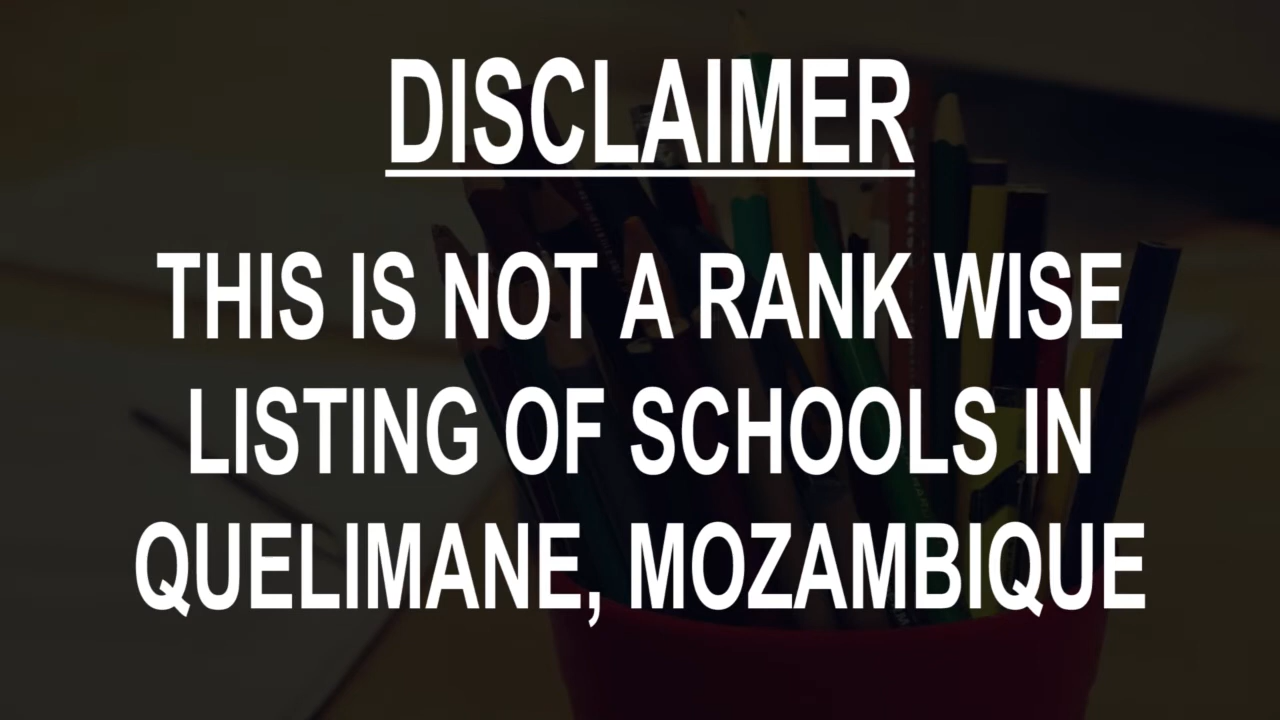 DISCLAIMER
THIS IS NOT A RANK WISE
LISTING OF SCHOOLS IN
QUELIMANE, MOZAMBIQUE